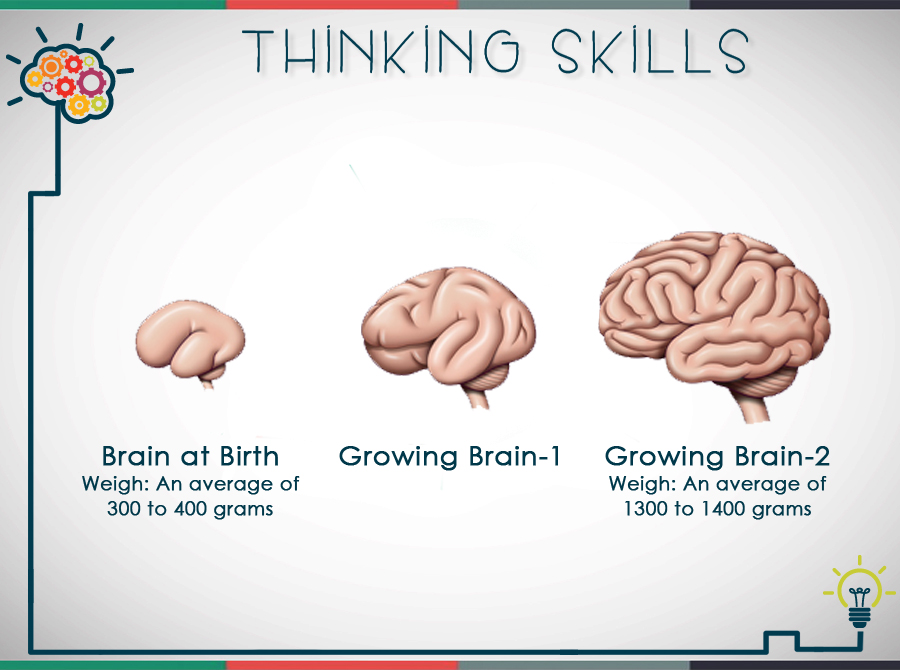 THINKING SKILLS
Brain at Birth
Weigh: An average of
300 to 400 grams
Growing Brain-1
Growing Brain-2
Weigh: An average of
1300 to 1400 grams